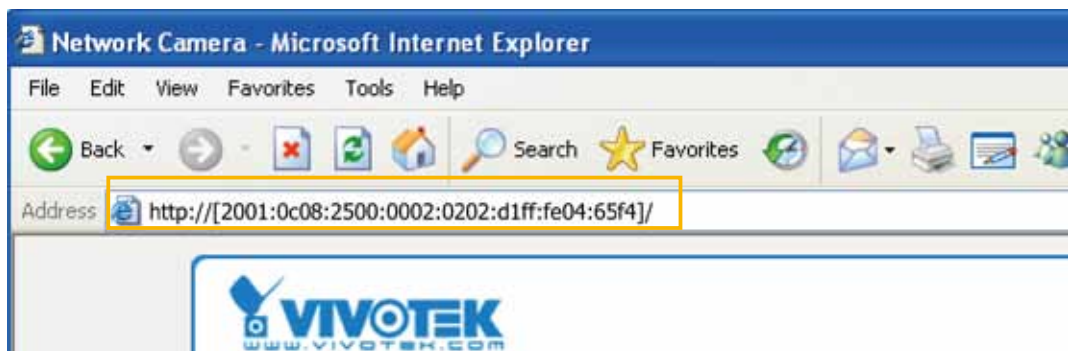 Network Camera - Microsoft Internet Explorer
File Edit View Favorites Tools Help
Back Search Favorites
Address http://[2001:0c08:2500:0002:0202:d1ff:fe04:65f4]/
VIVOTEK
WWW.VIVOTEK.COM